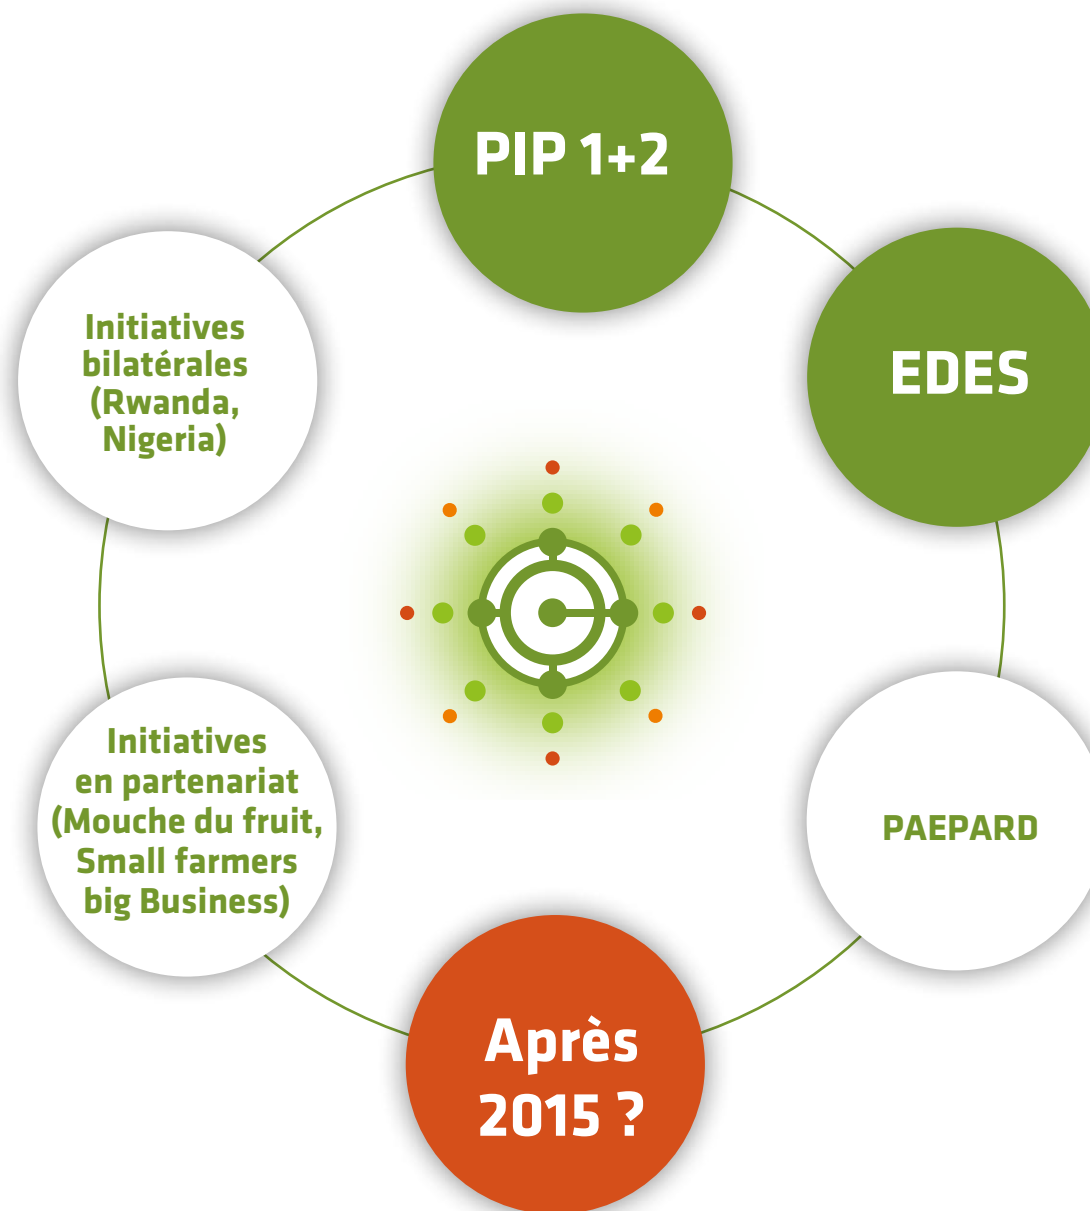 PIP 1+2
EDES
PAEPARD
Après
2015 ?
Initiatives
en partenariat
(Mouche du fruit,
Small farmers
big Business)
Initiatives
bilatérales
(Rwanda,
Nigeria)